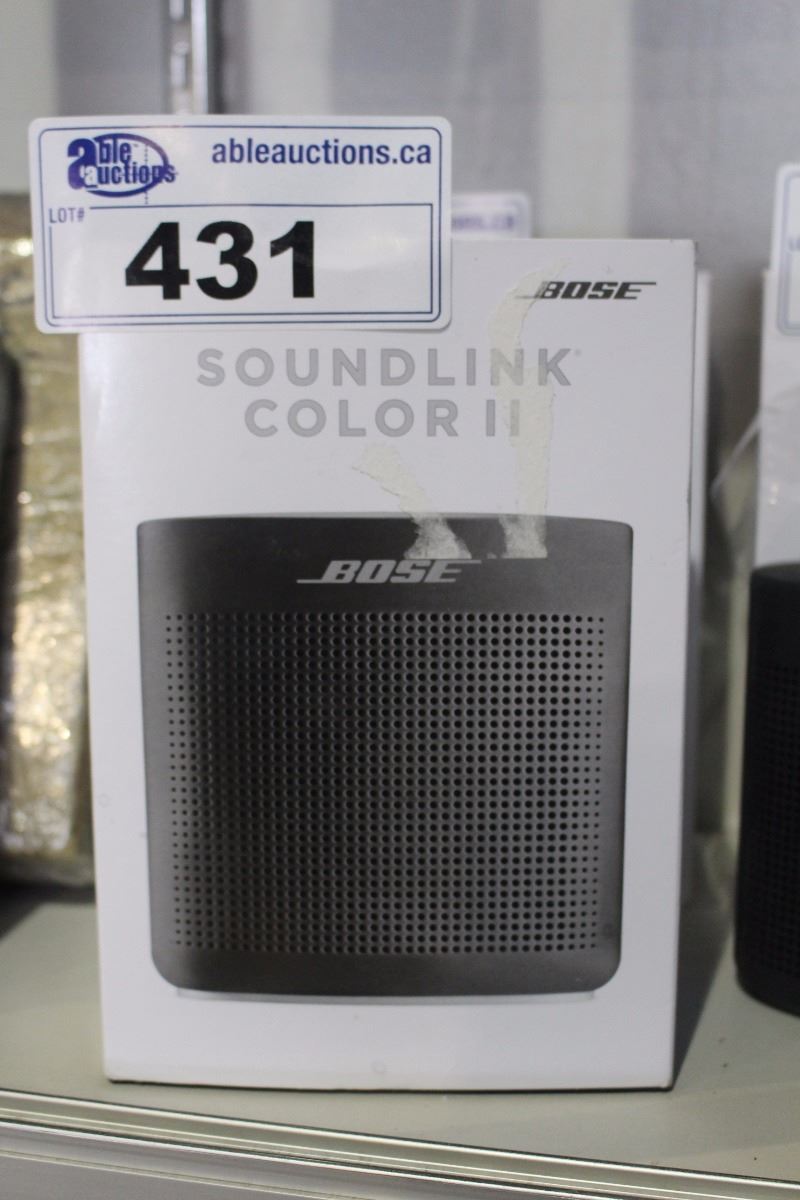 able auctions
ableauctions.ca
LOT#
431
BOSE
SOUNDLINK®
COLOR II
BOSE